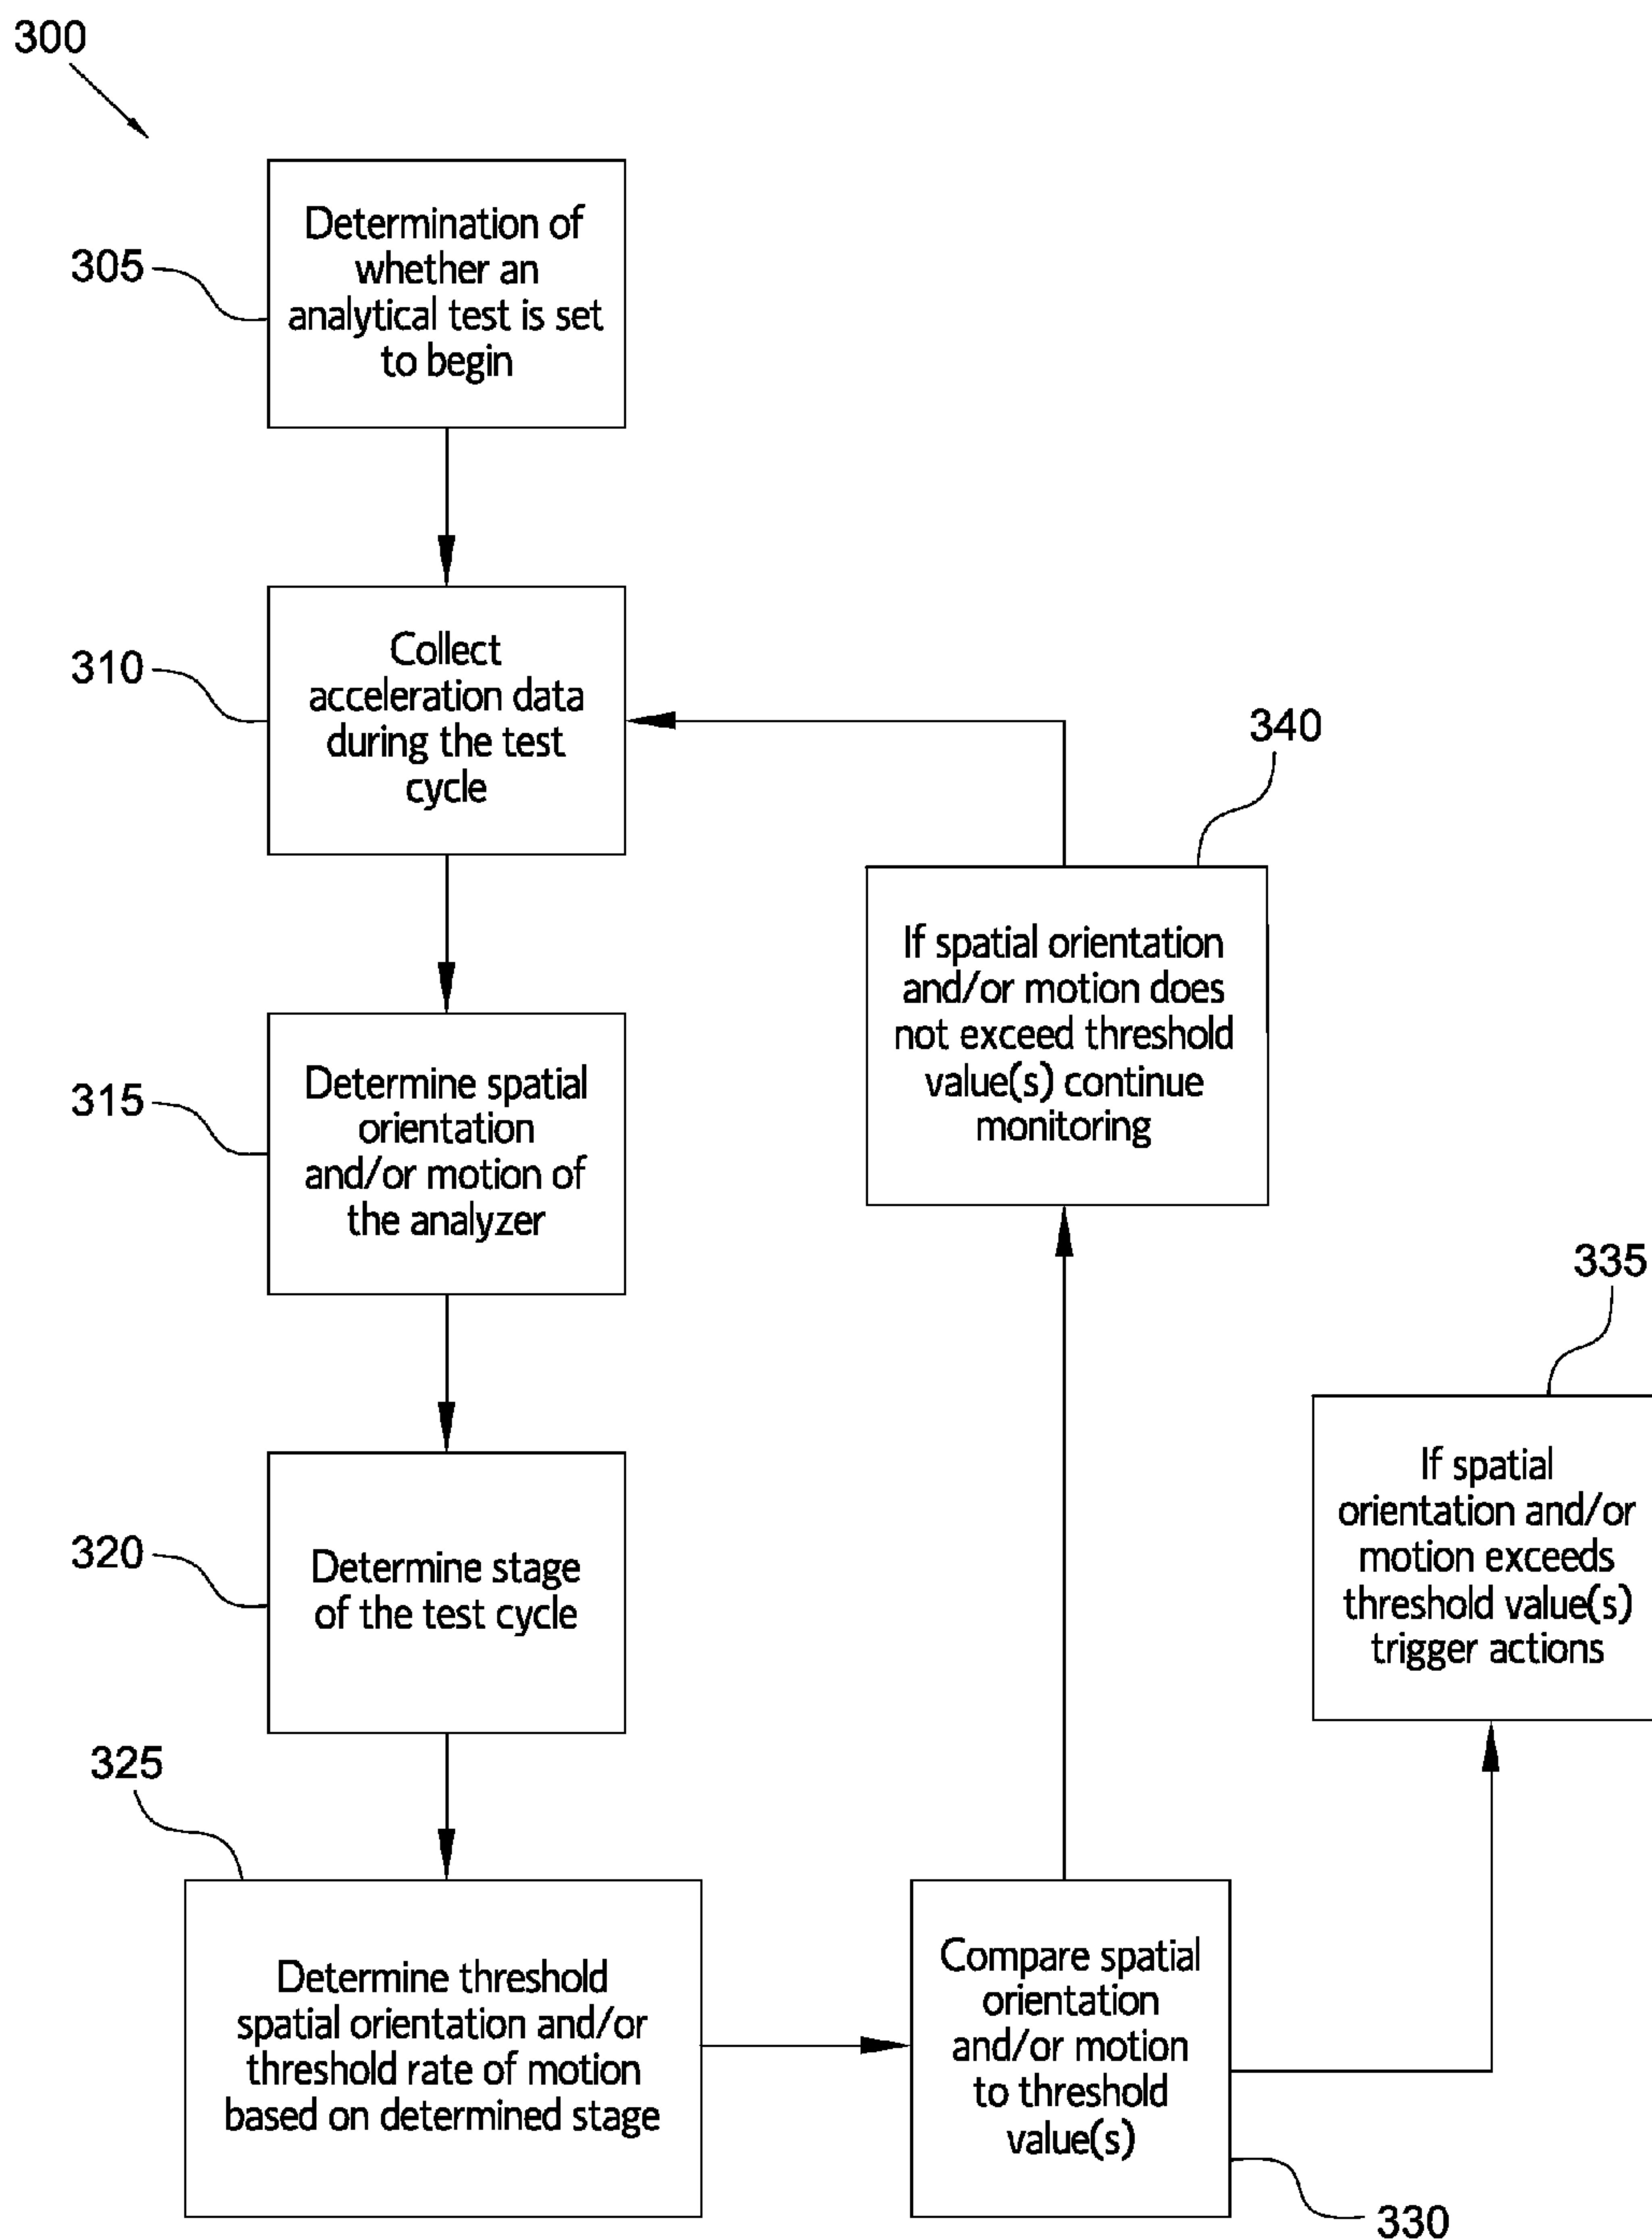 300
305
Determination of
whether an
analytical test is set
to begin
310
Collect
acceleration data
during the test
cycle
315
Determine spatial
orientation
and/or motion of
the analyzer
320
Determine stage
of the test cycle
325
Determine threshold
spatial orientation and/or
threshold rate of motion
based on determined stage
Compare spatial
orientation
and/or motion
to threshold
value(s)
330
335
If spatial
orientation and/or
motion exceeds
threshold value(s)
trigger actions
340
If spatial orientation
and/or motion does
not exceed threshold
value(s) continue
monitoring